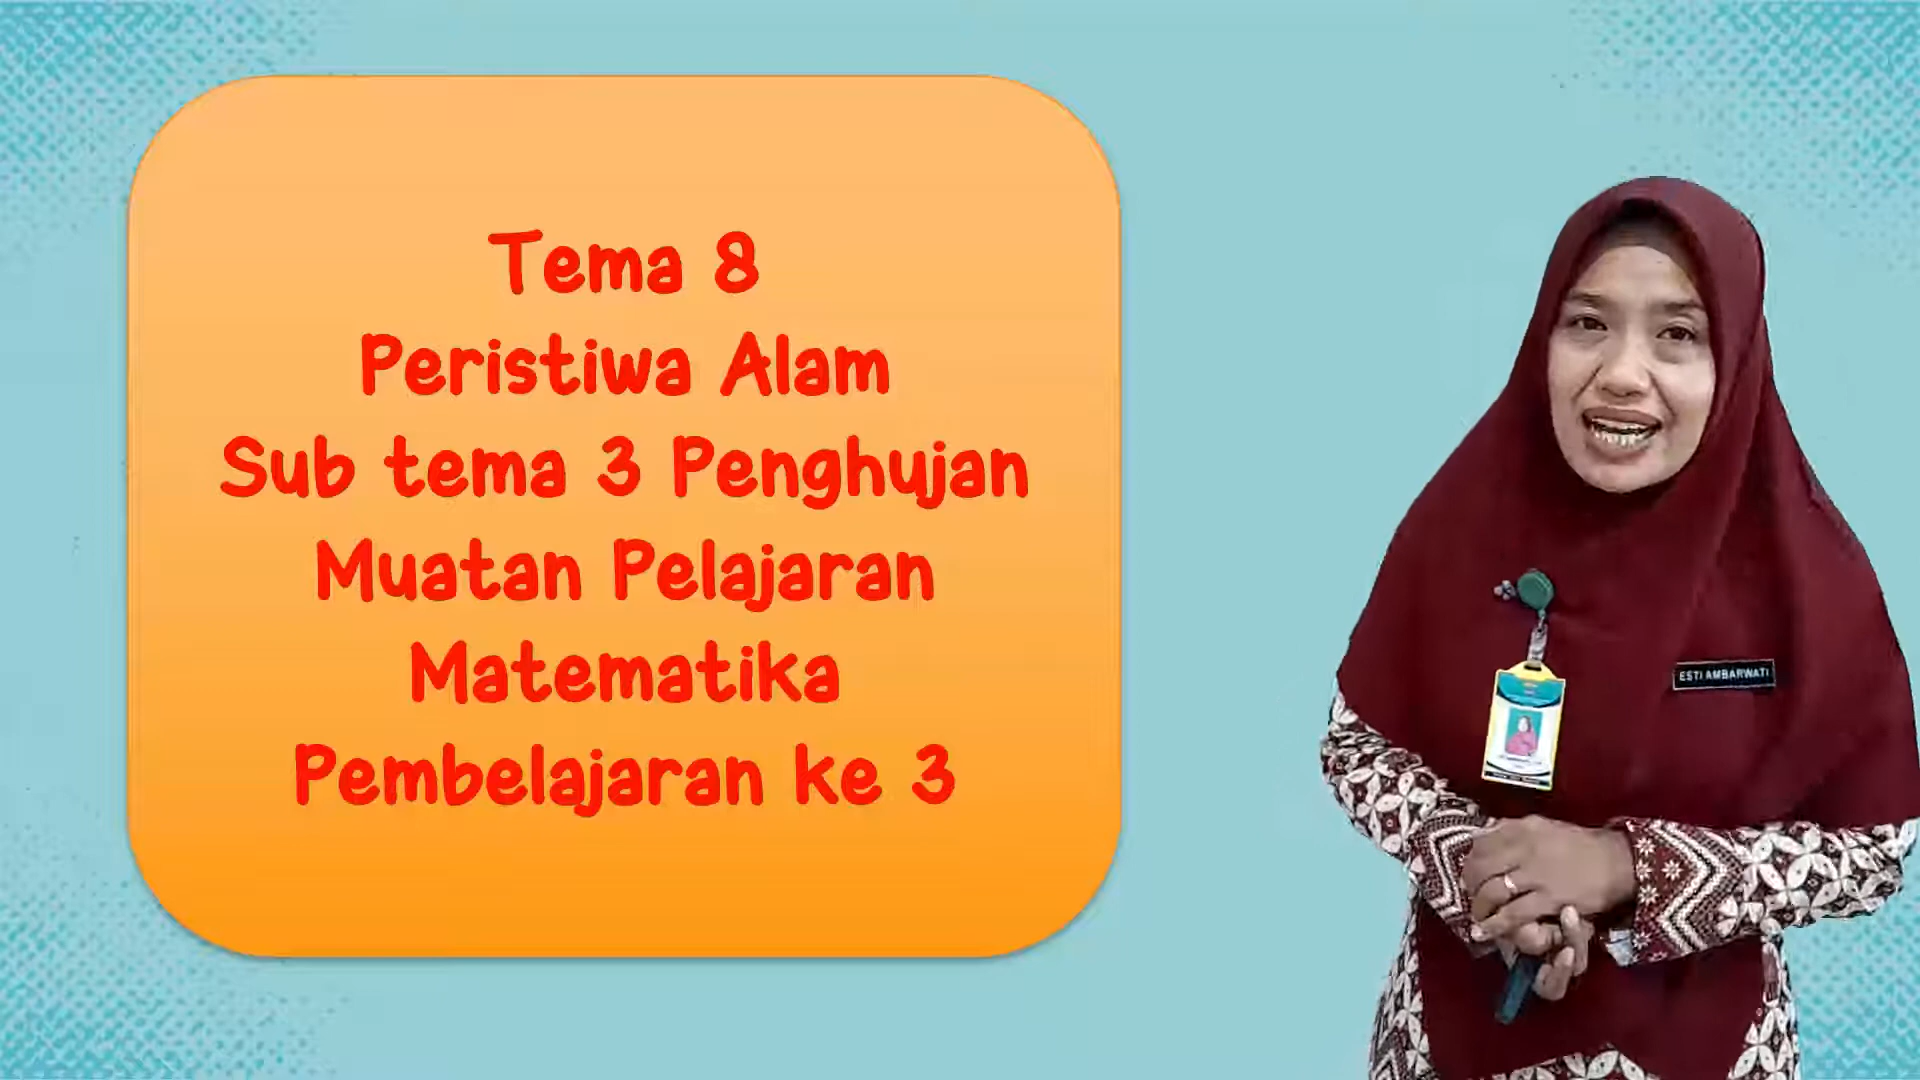 Tema 8
Peristiwa Alam
Sub tema 3 Penghujan
Muatan Pelajaran
Matematika
Pembelajaran ke 3
ESTI AMBARWATI